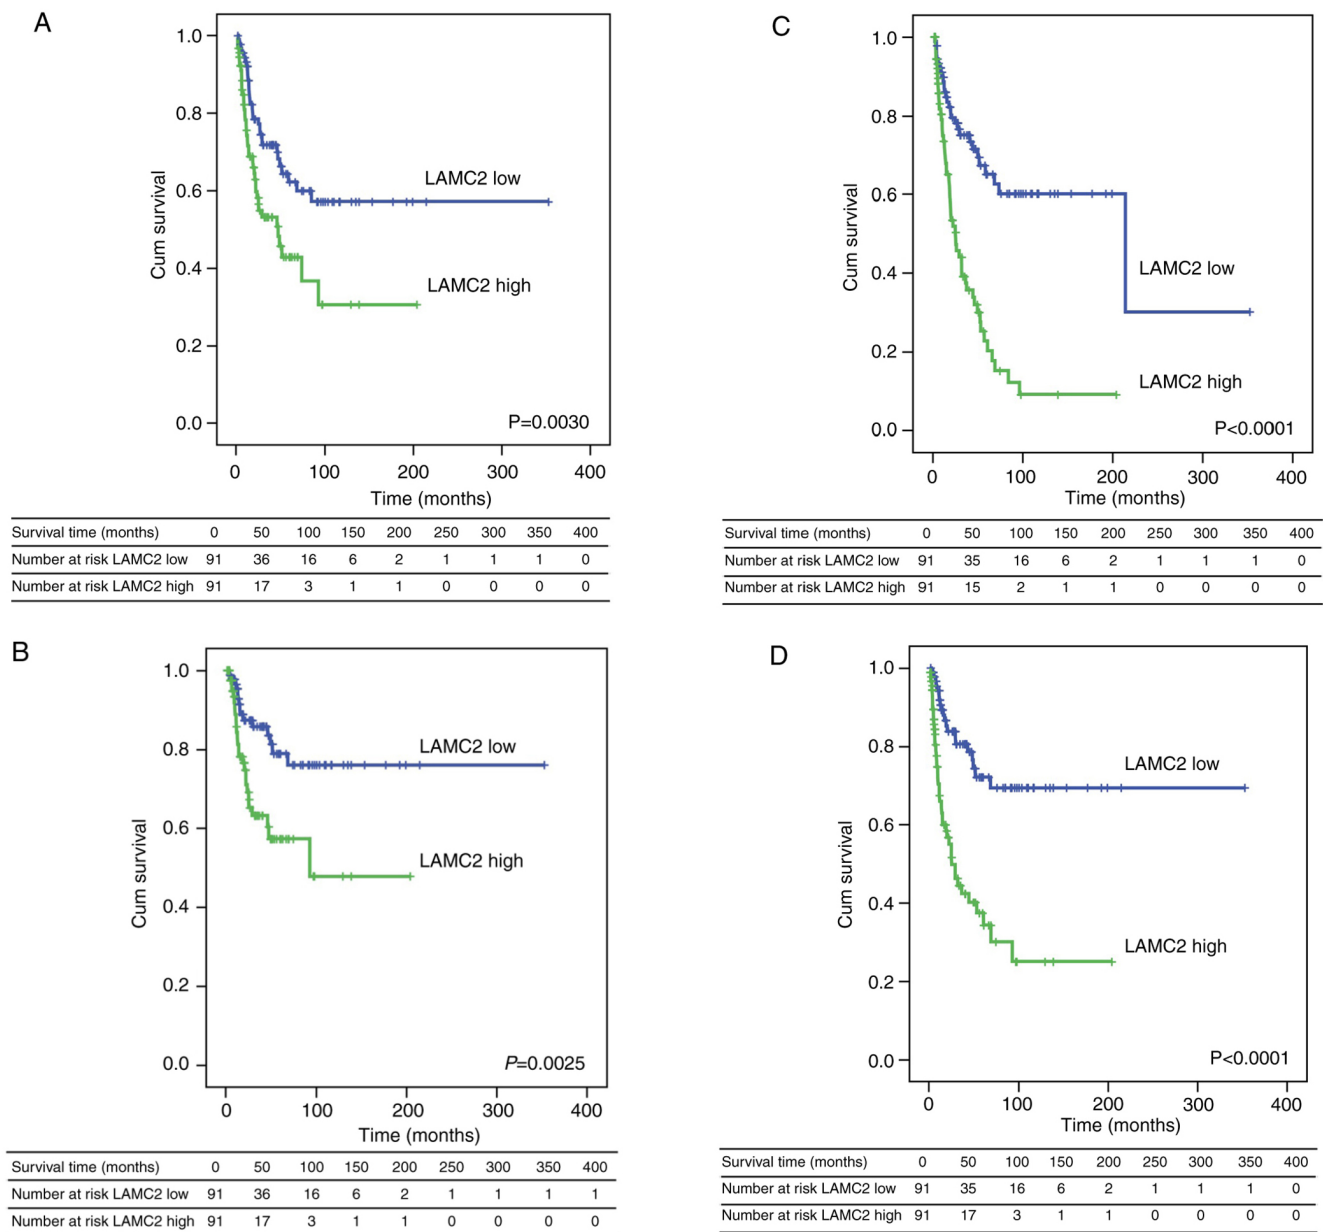 A
1.0
0.8
0.6
0.4
0.2
0.0
Cum survival
LAMC2 low
LAMC2 high
P=0.0030
0 100 200 300 400
Time (months)
Survival time (months) 0 50 100 150 200 250 300 350 400
Number at risk LAMC2 low 91 36 16 6 2 1 1 1 0
Number at risk LAMC2 high 91 17 3 1 1 0 0 0 0
C
1.0
0.8
0.6
0.4
0.2
0.0
Cum survival
LAMC2 low
LAMC2 high
P<0.0001
0 100 200 300 400
Time (months)
Survival time (months) 0 50 100 150 200 250 300 350 400
Number at risk LAMC2 low 91 35 16 6 2 1 1 1 0
Number at risk LAMC2 high 91 15 2 1 1 0 0 0 0
B
1.0
0.8
0.6
0.4
0.2
0.0
Cum survival
LAMC2 low
LAMC2 high
P=0.0025
0 100 200 300 400
Time (months)
Survival time (months) 0 50 100 150 200 250 300 350 400
Number at risk LAMC2 low 91 36 16 6 2 1 1 1 1
Number at risk LAMC2 high 91 17 3 1 1 0 0 0 0
D
1.0
0.8
0.6
0.4
0.2
0.0
Cum survival
LAMC2 low
LAMC2 high
P<0.0001
0 100 200 300 400
Time (months)
Survival time (months) 0 50 100 150 200 250 300 350 400
Number at risk LAMC2 low 91 35 16 6 2 1 1 1 0
Number at risk LAMC2 high 91 17 3 1 1 0 0 0 0